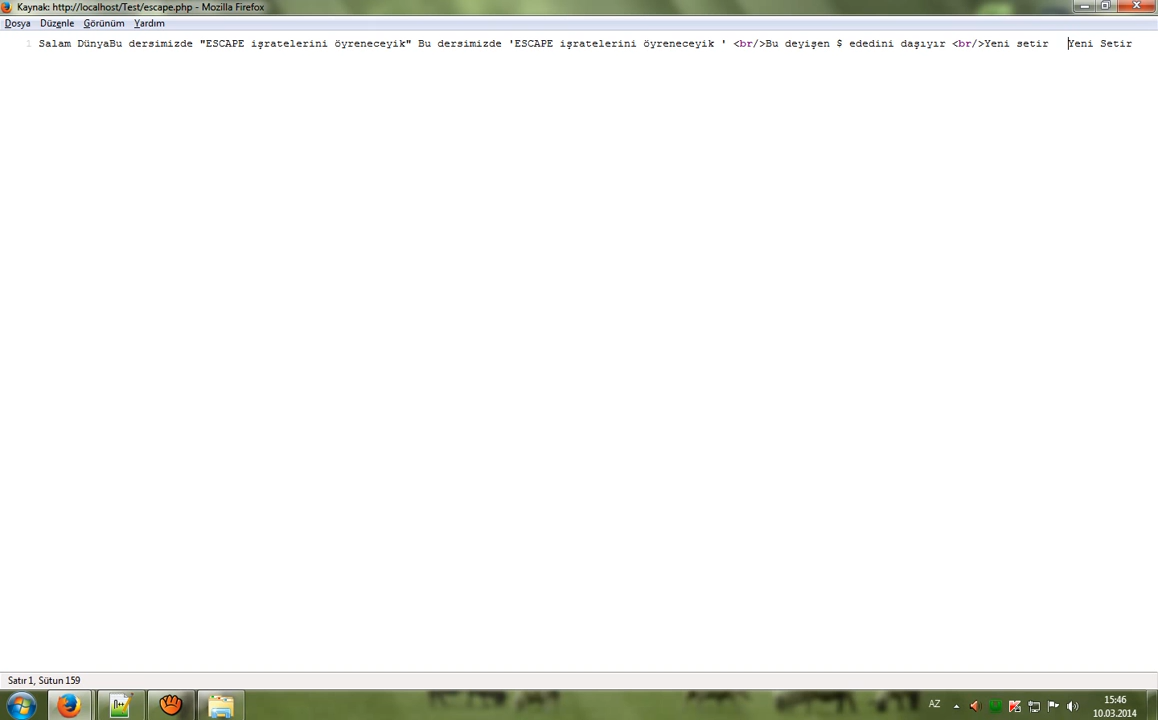 Kaynak: http://localhost/Test/escape.php - Mozilla Firefox
Dosya Düzenle Görünüm Yardım
1 Salam DünyaBu dersimizde "ESCAPE işratelerini öyreneceyik" Bu dersimizde 'ESCAPE işratelerini öyreneceyik ' <br/>Bu deyişen $ ededini daşıyır <br/>Yeni setir Yeni Setir
Satır 1, Sütun 159
AZ
15:46
10.03.2014